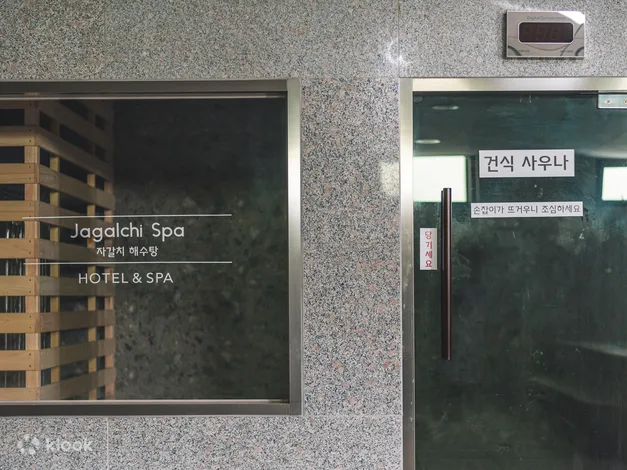 Jagalchi Spa
자갈치 해수탕
HOTEL & SPA
건식 사우나
손잡이가 뜨거우니 조심하세요
당기세요
klook